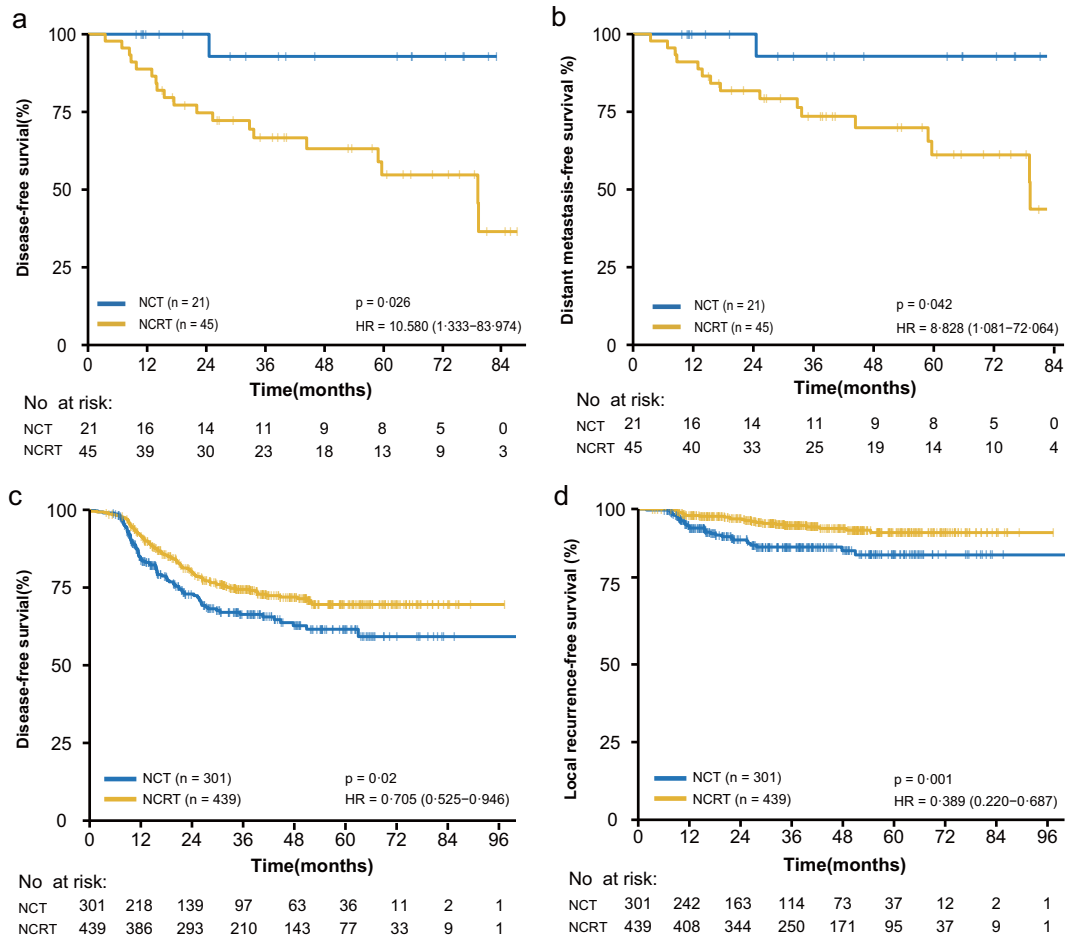 a
Disease-free survial(%)
100
75
50
25
0
NCT (n = 21)
NCRT (n = 45)
p = 0·026
HR = 10.580 (1·333−83·974)
0 12 24 36 48 60 72 84
Time(months)
No at risk:
NCT 21 16 14 11 9 8 5 0
NCRT 45 39 30 23 18 13 9 3
b
Distant metastasis-free survival %)
100
75
50
25
0
NCT (n = 21)
NCRT (n = 45)
p = 0·042
HR = 8·828 (1·081−72·064)
0 12 24 36 48 60 72 84
Time(months)
No at risk:
NCT 21 16 14 11 9 8 5 0
NCRT 45 40 33 25 19 14 10 4
c
Disease-free survival(%)
100
75
50
25
0
NCT (n = 301)
NCRT (n = 439)
p = 0·02
HR = 0·705 (0·525−0·946)
0 12 24 36 48 60 72 84 96
Time(months)
No at risk:
NCT 301 218 139 97 63 36 11 2 1
NCRT 439 386 293 210 143 77 33 9 1
d
Local recurrence-free survival (%)
100
75
50
25
0
NCT (n = 301)
NCRT (n = 439)
p = 0·001
HR = 0·389 (0.220−0·687)
0 12 24 36 48 60 72 84 96
Time(months)
No at risk:
NCT 301 242 163 114 73 37 12 2 1
NCRT 439 408 344 250 171 95 37 9 1